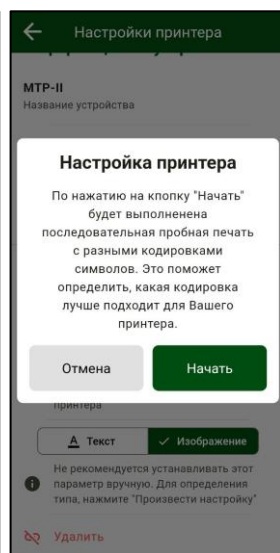 Настройки принтера
MTP-II
Название устройства
Настройка принтера
По нажатию на кпопку "Начать"
будет выполненена
последовательная пробная печать
с разными кодировками
символов. Это поможет
определить, какая кодировка
лучше подходит для Вашего
принтера.
Отмена
Начать
принтера
Текст
Изображение
Не рекомендуется устанавливать этот
параметр вручную. Для определения
типа, нажмите "Произвести настройку"
Удалить